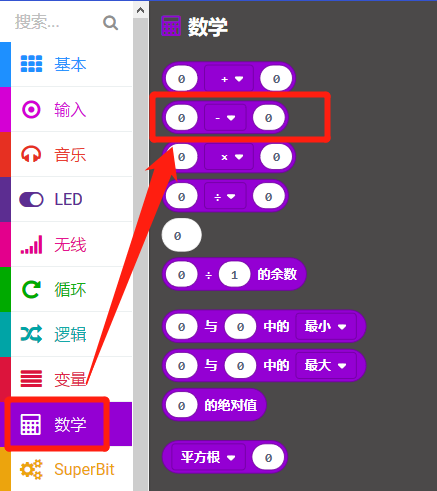 搜索...
基本
输入
音乐
LED
无线
循环
逻辑
变量
数学
SuperBit
数学
0 + 0
0 - 0
0 × 0
0 ÷ 0
0
0 ÷ 1 的余数
0 与 0 中的 最小
0 与 0 中的 最大
0 的绝对值
平方根 0